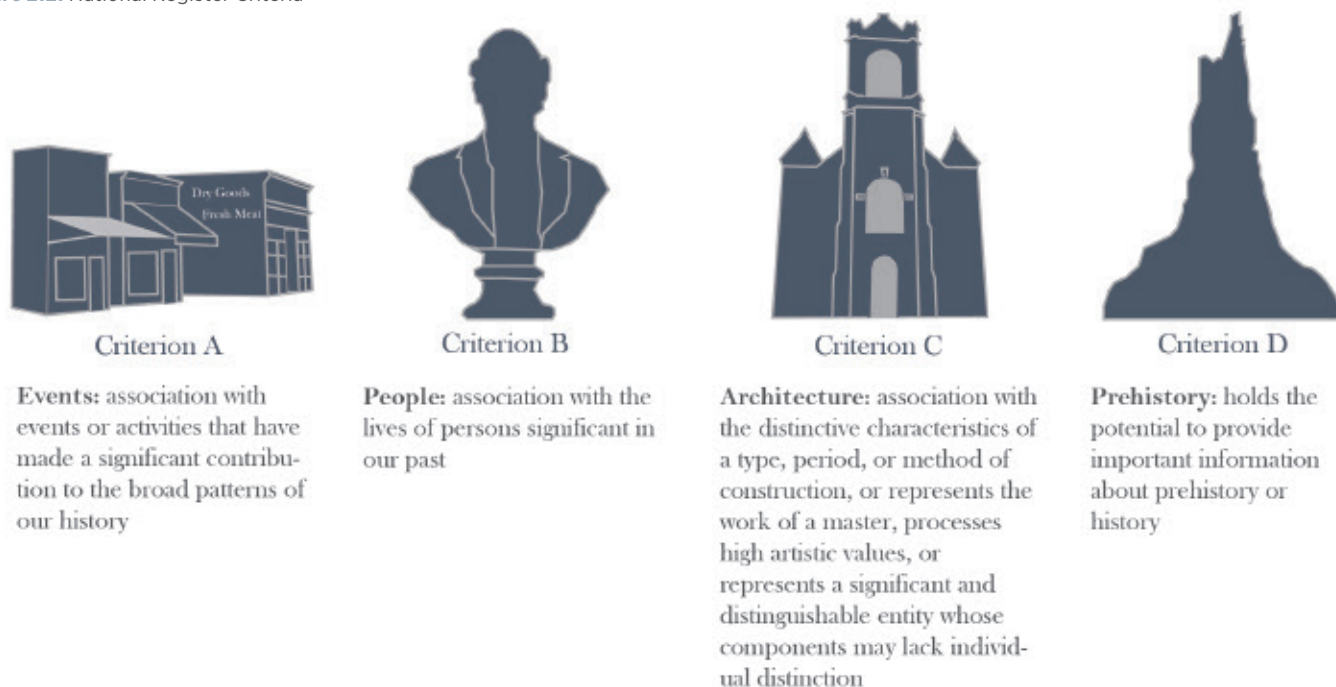 National Register Criteria
Dry Goods
Fresh Meat
Criterion A
Events: association with
events or activities that have
made a significant contribu-
tion to the broad patterns of
our history
Criterion B
People: association with the
lives of persons significant in
our past
Criterion C
Architecture: association with
the distinctive characteristics of
a type, period, or method of
construction, or represents the
work of a master, processes
high artistic values, or
represents a significant and
distinguishable entity whose
components may lack individ-
ual distinction
Criterion D
Prehistory: holds the
potential to provide
important information
about prehistory or
history